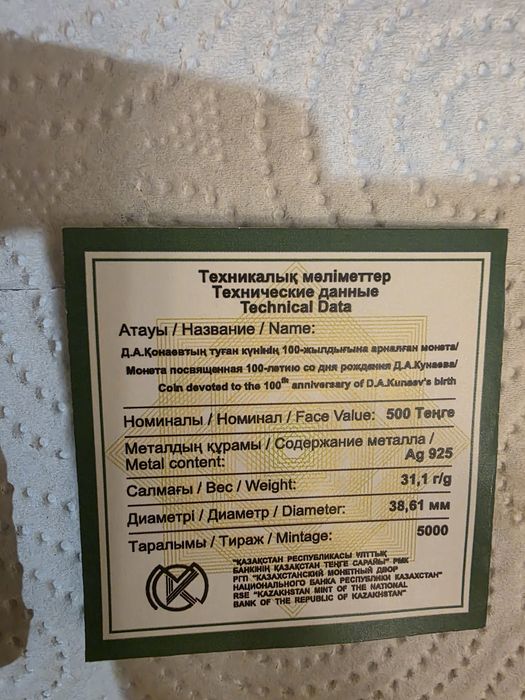 Техникалық мәліметтер
Технические данные
Technical Data
Атауы / Название / Name:
Д.А.Қонаевтың туған күнінің 100-жылдығына арналған монета/
Монета посвященная 100-летию со дня рождения Д.А.Кунаева/
Coin devoted to the 100th anniversary of D.A.Kunaev's birth
Номиналы / Номинал / Face Value: 500 Теңге
Металдың құрамы / Содержание металла /
Metal content: Ag 925
Салмағы / Вес / Weight: 31,1 г/g
Диаметрі / Диаметр / Diameter: 38,61 мм
Таралымы / Тираж / Mintage: 5000
"ҚАЗАҚСТАН РЕСПУБЛИКАСЫ ҰЛТТЫҚ
БАНКІНІҢ ҚАЗАҚСТАН ТЕҢГЕ САРАЙЫ" РМК
РГП "КАЗАХСТАНСКИЙ МОНЕТНЫЙ ДВОР
НАЦИОНАЛЬНОГО БАНКА РЕСПУБЛИКИ КАЗАХСТАН"
RSE "KAZAKHSTAN MINT OF THE NATIONAL
BANK OF THE REPUBLIC OF KAZAKHSTAN"